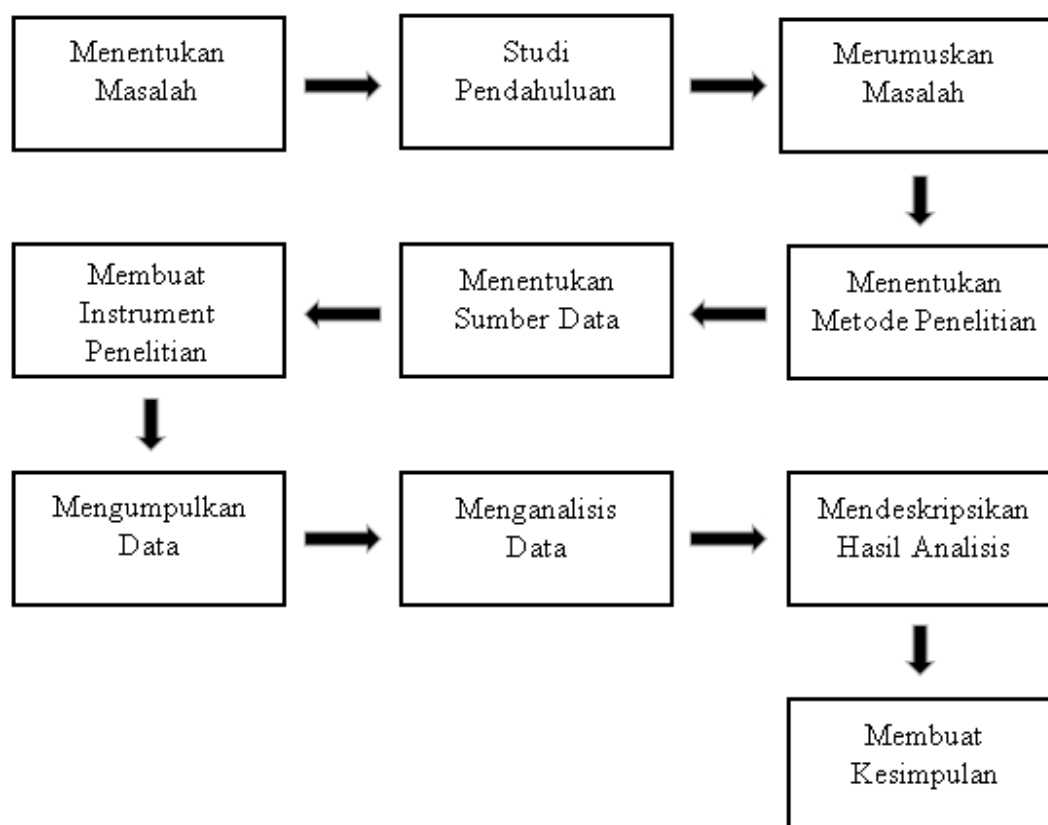 Menentukan
Masalah
Studi
Pendahuluan
Merumuskan
Masalah
Menentukan
Metode Penelitian
Menentukan
Sumber Data
Membuat
Instrument
Penelitian
Mengumpulkan
Data
Menganalisis
Data
Mendeskripsikan
Hasil Analisis
Membuat
Kesimpulan